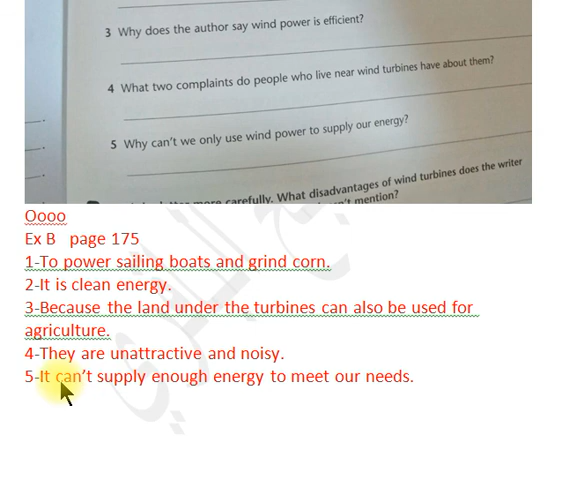 3 Why does the author say wind power is efficient?
4 What two complaints do people who live near wind turbines have about them?
5 Why can't we only use wind power to supply our energy?
more carefully. What disadvantages of wind turbines does the writer
mention?
Oooo
Ex B page 175
1-To power sailing boats and grind corn.
2-It is clean energy.
3-Because the land under the turbines can also be used for
agriculture.
4-They are unattractive and noisy.
5-It can't supply enough energy to meet our needs.